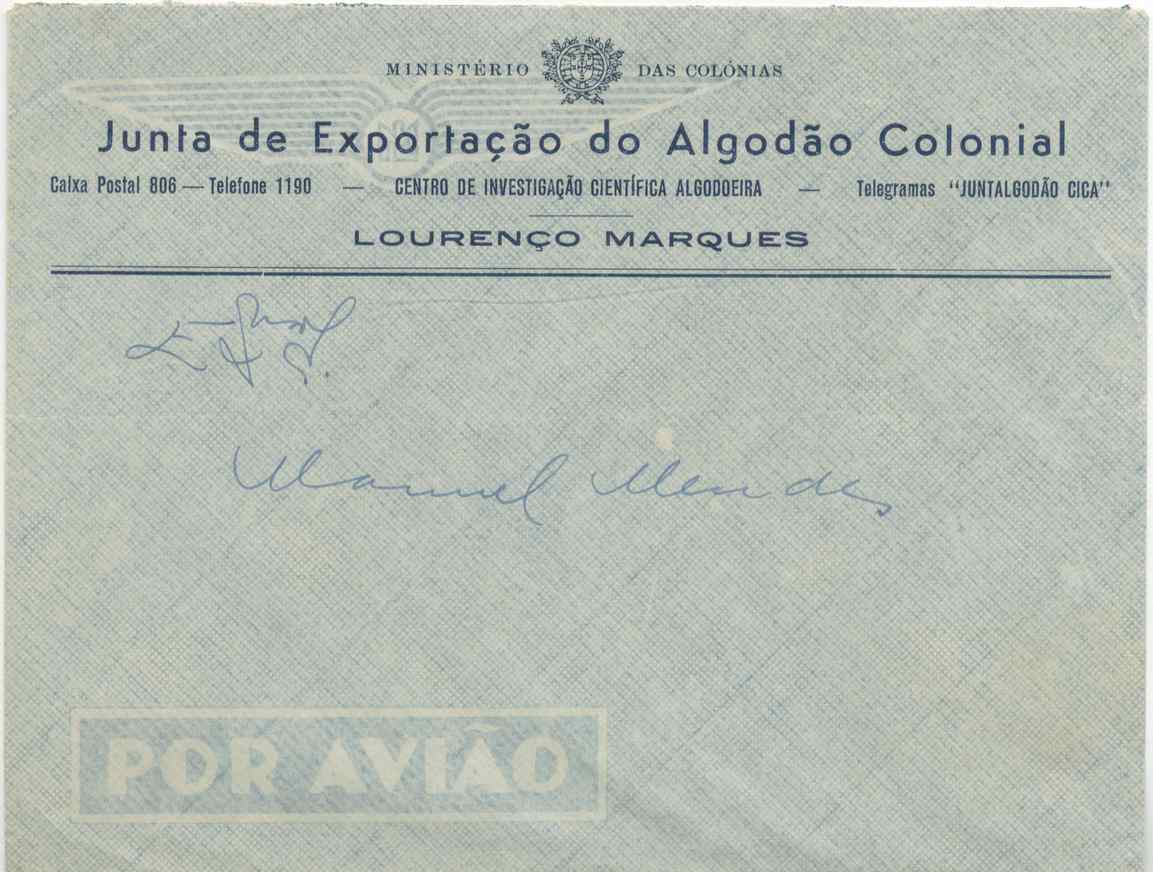 MINISTÉRIO DAS COLÓNIAS
Junta de Exportação do Algodão Colonial
Caixa Postal 806 — Telefone 1190 — CENTRO DE INVESTIGAÇÃO CIENTÍFICA ALGODOEIRA — Telegramas "JUNTALGODÃO CICA"
LOURENÇO MARQUES
Manuel Mendes
POR AVIÃO